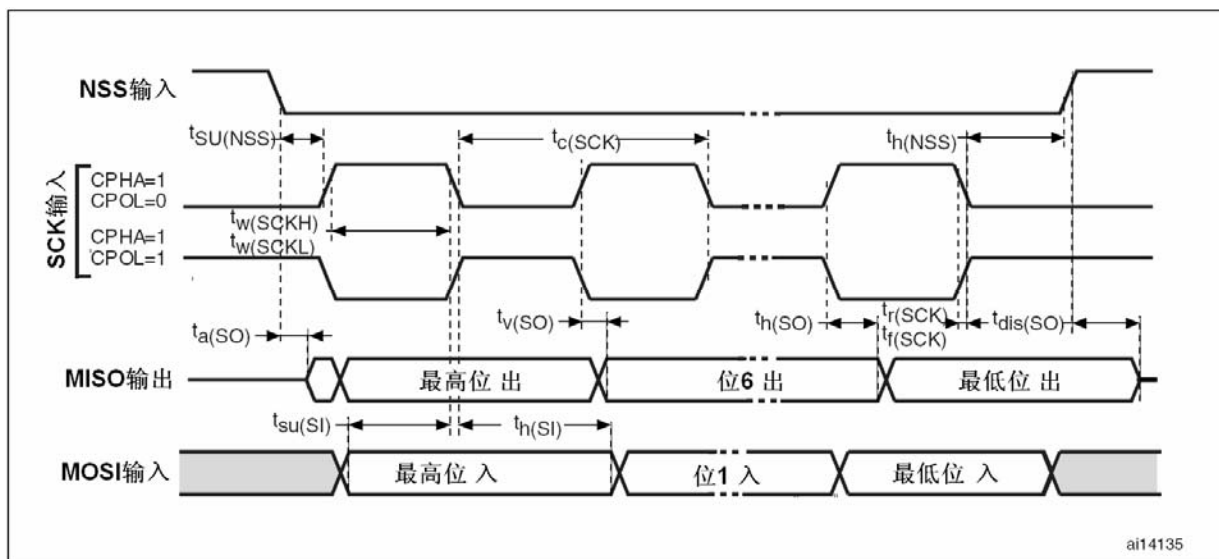 NSS输入
tSU(NSS)
tc(SCK)
th(NSS)
SCK输入
CPHA=1
CPOL=0
tw(SCKH)
tw(SCKL)
CPHA=1
CPOL=1
ta(SO)
tv(SO)
th(SO)
tr(SCK)
tf(SCK)
tdis(SO)
MISO输出
最高位 出
位6 出
最低位 出
tsu(SI)
th(SI)
MOSI输入
最高位 入
位1 入
最低位 入
ai14135